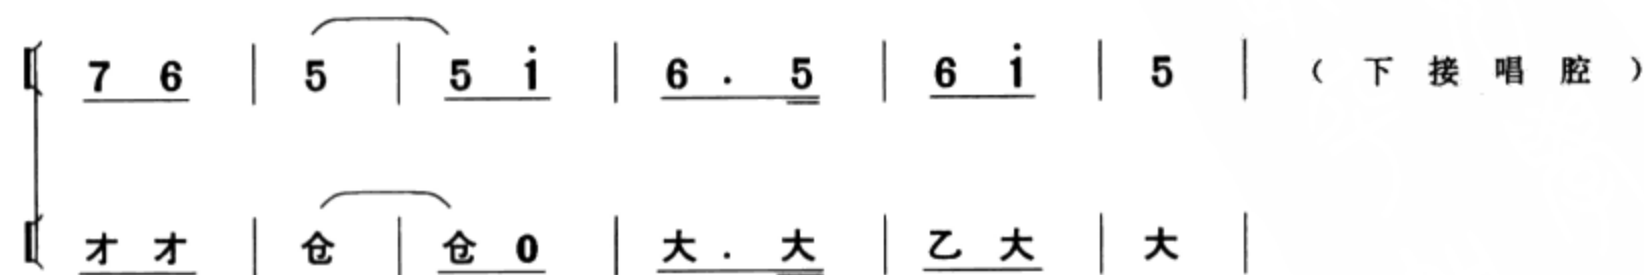 7 6 | 5 | 5 i̇ | 6 . 5 | 6 i̇ | 5 | （下接唱腔）
才 才 | 仓 | 仓 0 | 大 . 大 | 乙 大 | 大 |